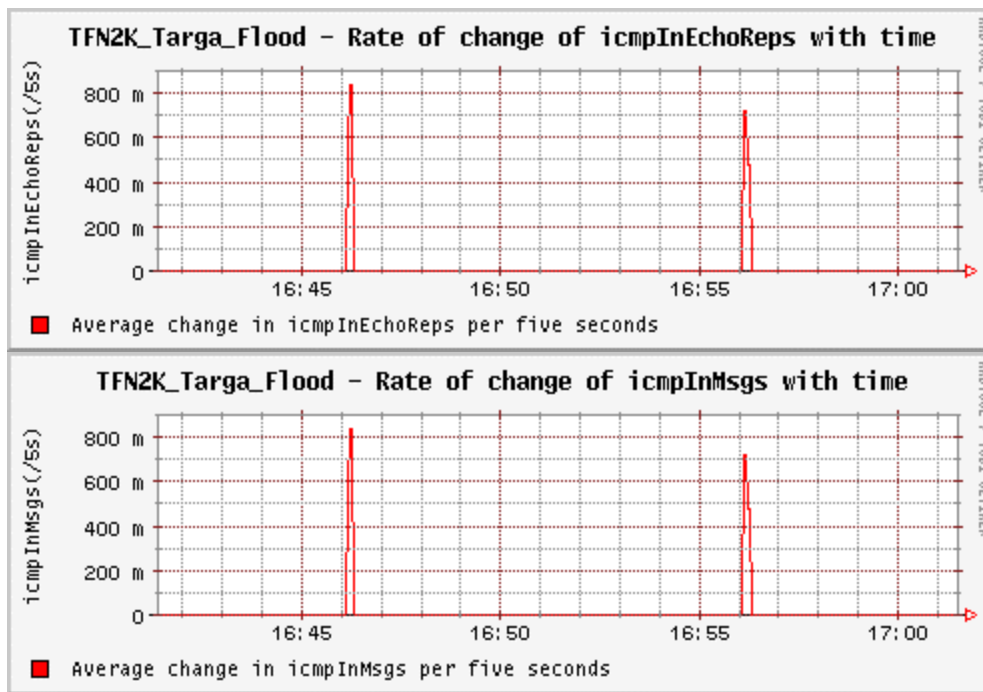 TFN2K_Targa_Flood - Rate of change of icmpInEchoReps with time
icmpInEchoReps(/5s)
800 m
600 m
400 m
200 m
0
16:45 16:50 16:55 17:00
Average change in icmpInEchoReps per five seconds
TFN2K_Targa_Flood - Rate of change of icmpInMsgs with time
icmpInMsgs(/5s)
800 m
600 m
400 m
200 m
0
16:45 16:50 16:55 17:00
Average change in icmpInMsgs per five seconds